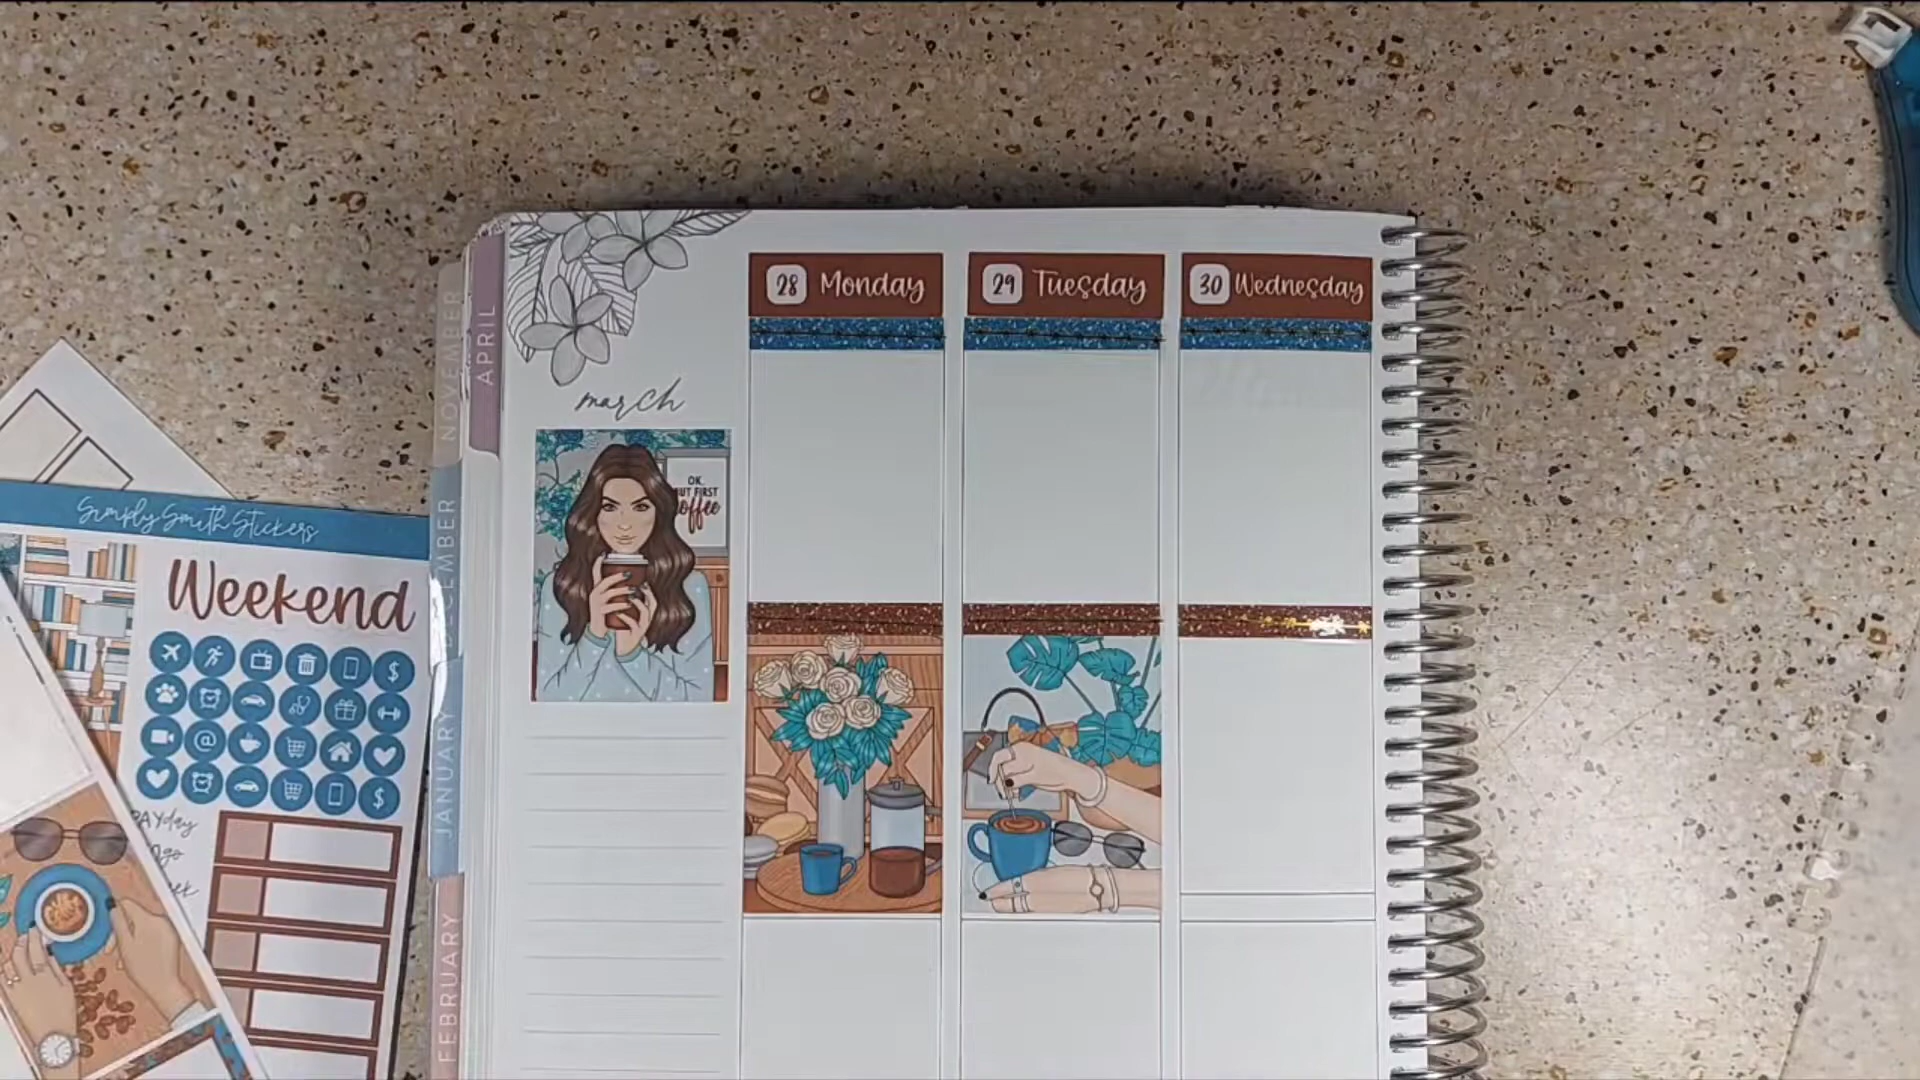 28 Monday
29 Tuesday
30 Wednesday
march
OK,
BUT FIRST
coffee
NOVEMBER
APRIL
DECEMBER
JANUARY
FEBRUARY
Simply Smith Stickers
Weekend
$
@
$
PAYday